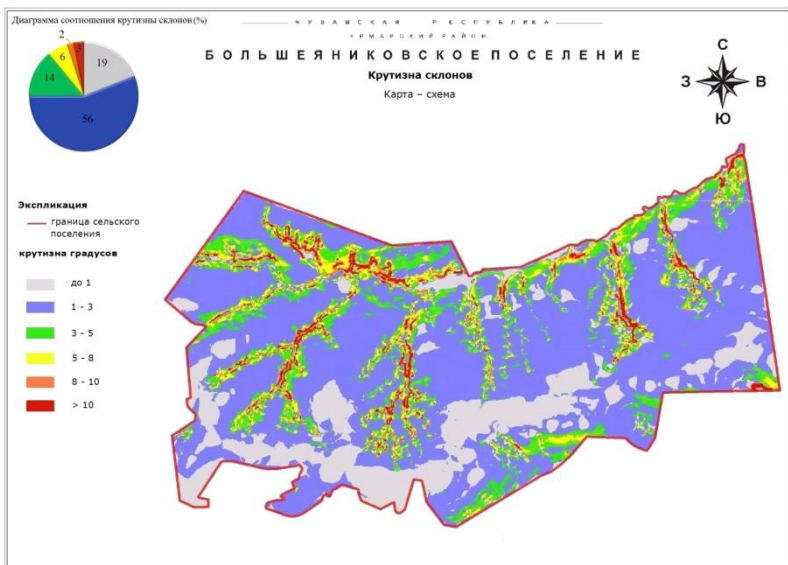 Диаграмма соотношения крутизны склонов (%)
2
3
6
19
14
56
ЧУВАШСКАЯ РЕСПУБЛИКА
УРМАРСКИЙ РАЙОН
БОЛЬШЕЯНИКОВСКОЕ ПОСЕЛЕНИЕ
Крутизна склонов
Карта – схема
С
З
В
Ю
Экспликация
граница сельского
поселения
крутизна градусов
до 1
1 - 3
3 - 5
5 - 8
8 - 10
> 10